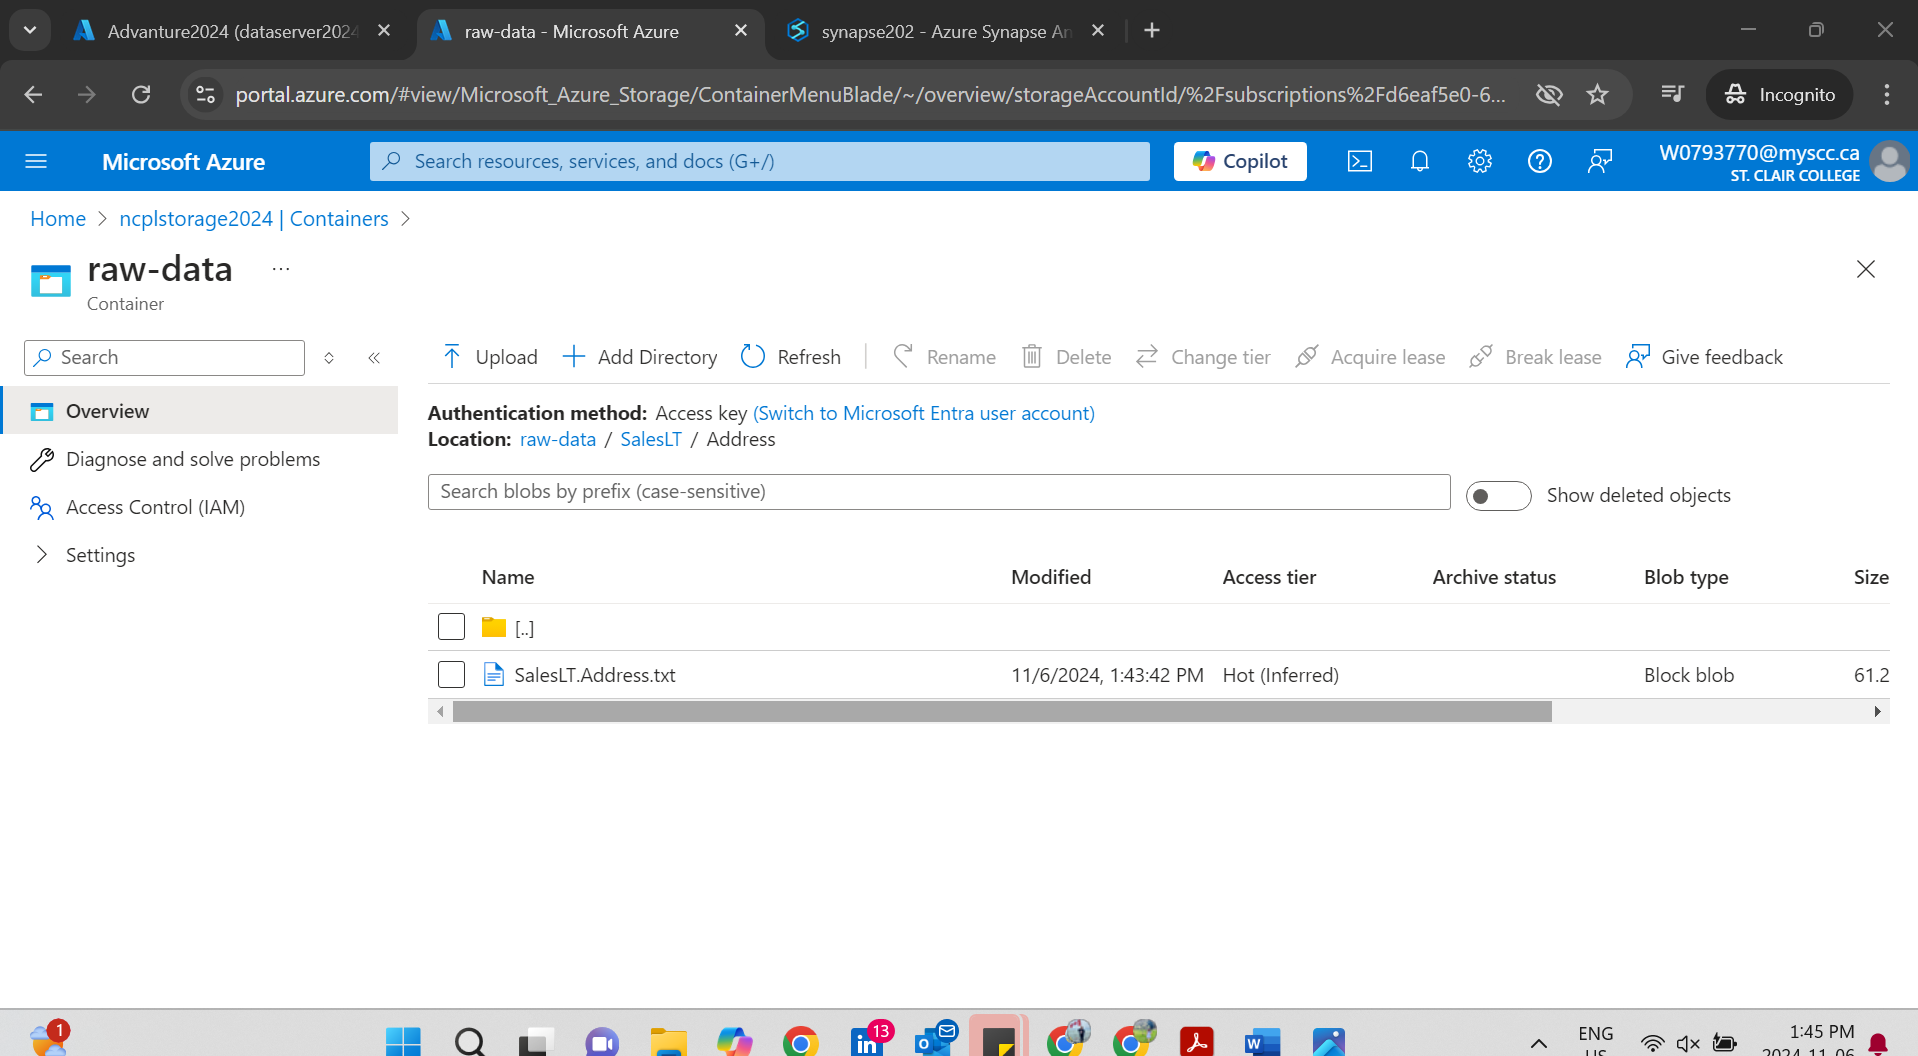 Advanture2024 (dataserver2024
raw-data - Microsoft Azure
synapse202 - Azure Synapse An
portal.azure.com/#view/Microsoft_Azure_Storage/ContainerMenuBlade/~/overview/storageAccountId/%2Fsubscriptions%2Fd6eaf5e0-6...
Incognito
Microsoft Azure
Search resources, services, and docs (G+/)
Copilot
W0793770@myscc.ca
ST. CLAIR COLLEGE
Home > ncplstorage2024 | Containers >
raw-data ...
Container
Search
Upload
Add Directory
Refresh
Rename
Delete
Change tier
Acquire lease
Break lease
Give feedback
Overview
Diagnose and solve problems
Access Control (IAM)
Settings
Authentication method: Access key (Switch to Microsoft Entra user account)
Location: raw-data / SalesLT / Address
Search blobs by prefix (case-sensitive)
Show deleted objects
Name Modified Access tier Archive status Blob type Size
[..]
SalesLT.Address.txt 11/6/2024, 1:43:42 PM Hot (Inferred) Block blob 61.2
1
13
ENG
US
1:45 PM
2024-11-06